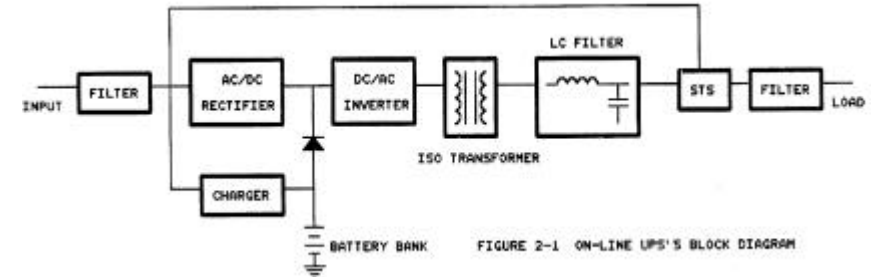 LC FILTER
INPUT
FILTER
AC/DC
RECTIFIER
DC/AC
INVERTER
STS
FILTER
LOAD
ISO TRANSFORMER
CHARGER
BATTERY BANK
FIGURE 2-1 ON-LINE UPS'S BLOCK DIAGRAM